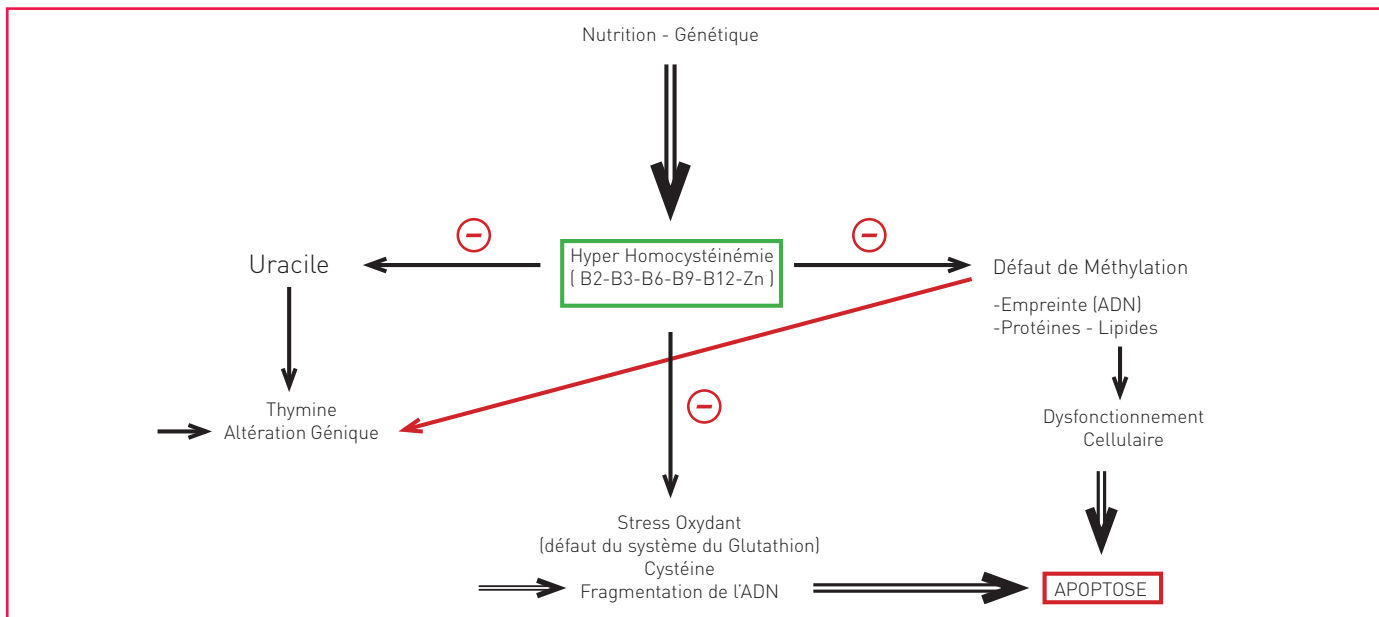 Nutrition - Génétique
Uracile
Hyper Homocystéinémie
( B2-B3-B6-B9-B12-Zn )
Défaut de Méthylation
-Empreinte (ADN)
-Protéines - Lipides
Thymine
Altération Génique
Dysfonctionnement
Cellulaire
Stress Oxydant
(défaut du système du Glutathion)
Cystéine
Fragmentation de l'ADN
APOPTOSE